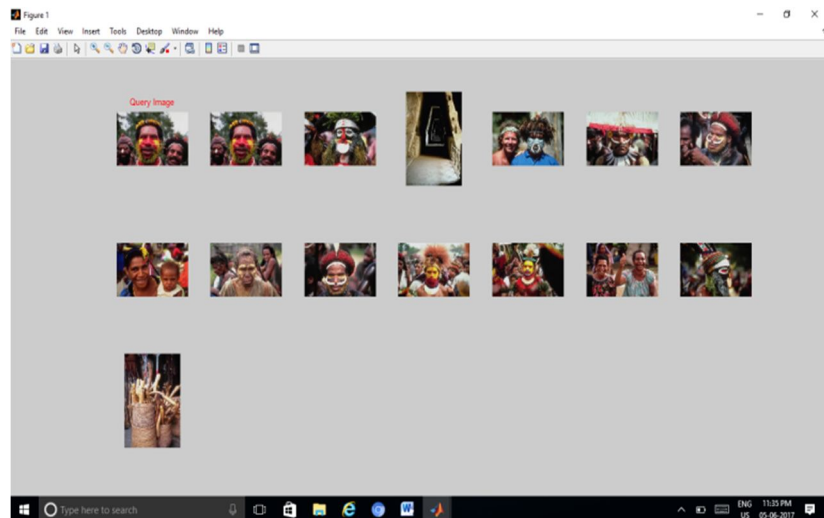 Figure 1
File Edit View Insert Tools Desktop Window Help
Query Image
Type here to search
ENG 11:35 PM
US 05-06-2017